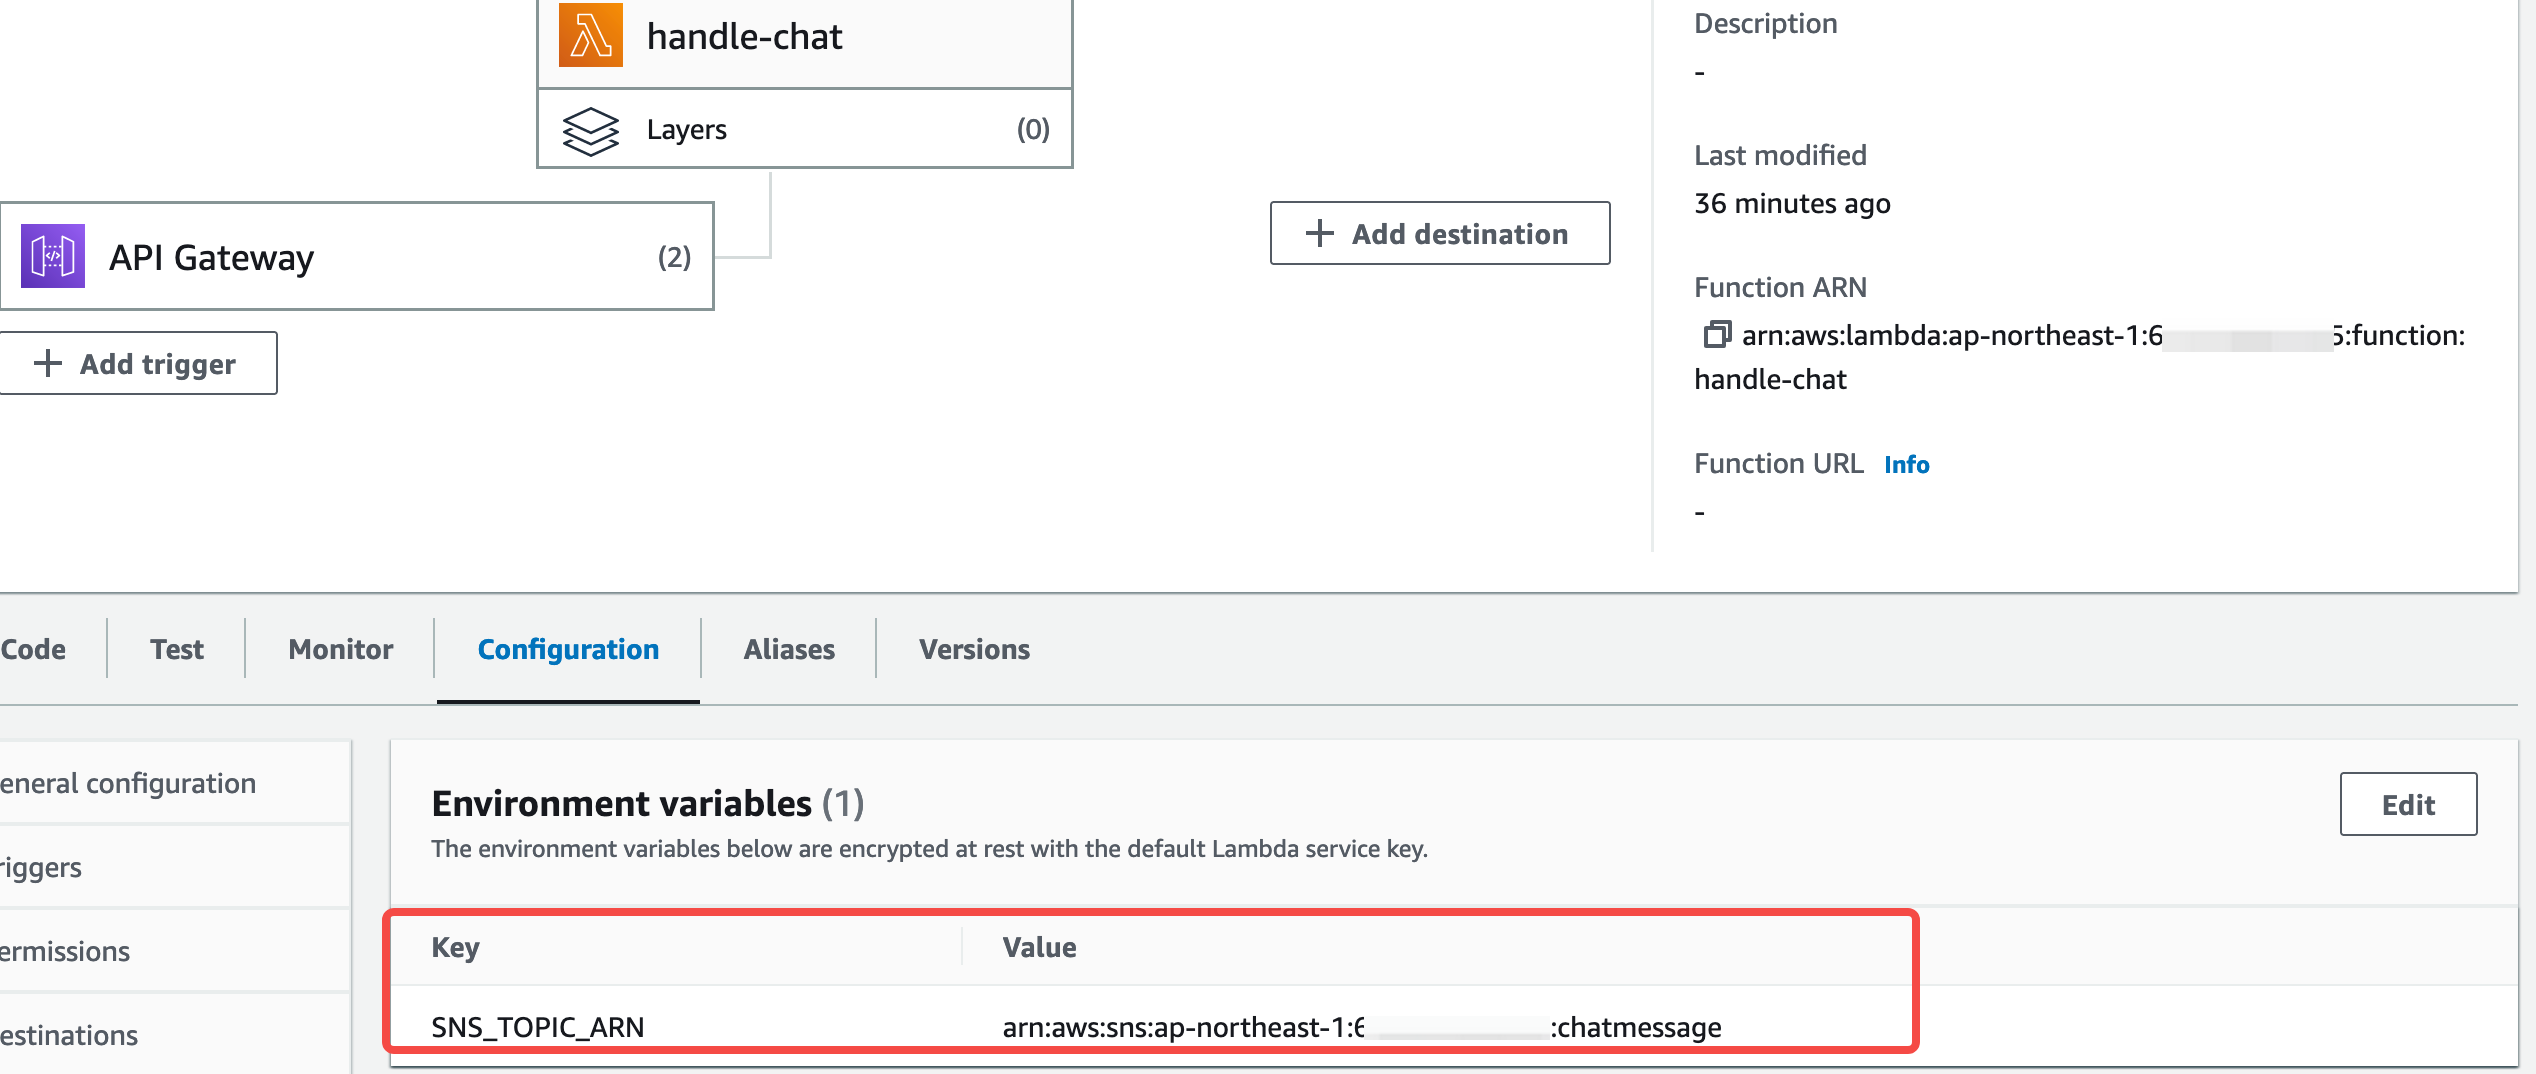 handle-chat
Layers (0)
API Gateway (2)
+ Add trigger
+ Add destination
Description
-
Last modified
36 minutes ago
Function ARN
arn:aws:lambda:ap-northeast-1:6 5:function:
handle-chat
Function URL Info
-
Code Test Monitor Configuration Aliases Versions
eneral configuration
riggers
ermissions
estinations
Environment variables (1)
Edit
The environment variables below are encrypted at rest with the default Lambda service key.
Key Value
SNS_TOPIC_ARN arn:aws:sns:ap-northeast-1:6 :chatmessage